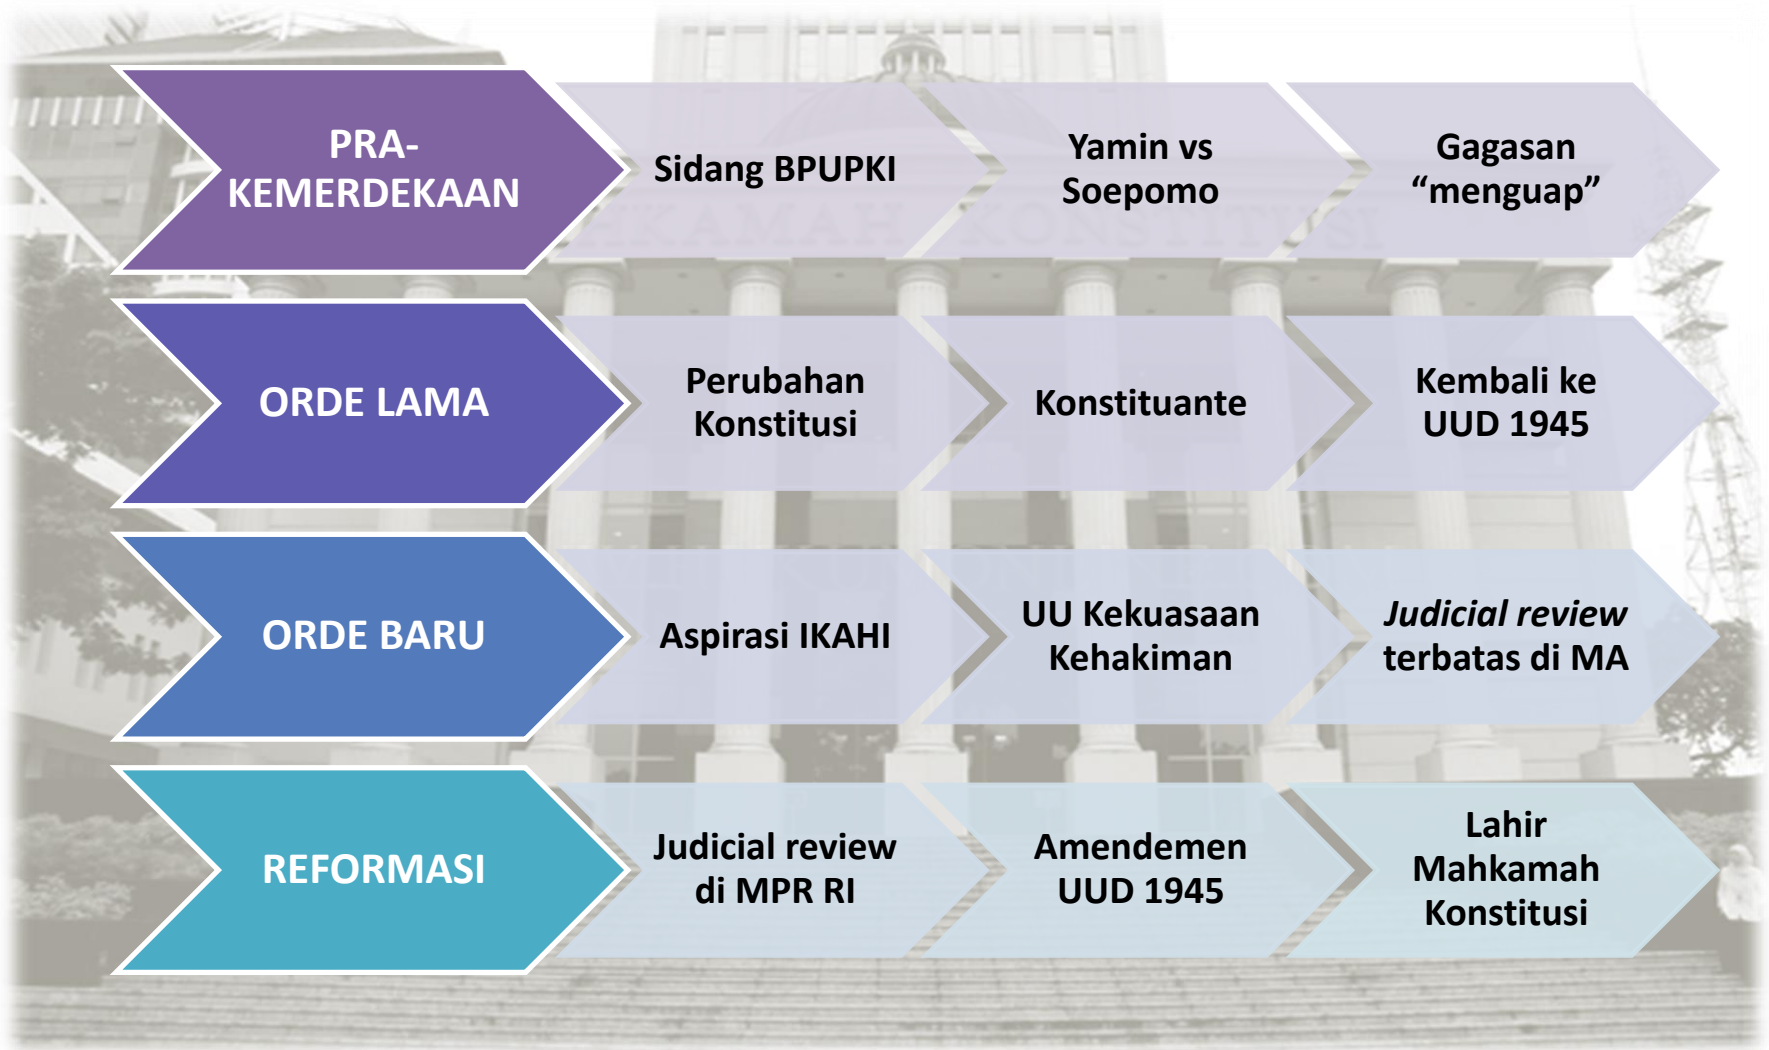 PRA-
KEMERDEKAAN
Sidang BPUPKI
Yamin vs
Soepomo
Gagasan
“menguap”
ORDE LAMA
Perubahan
Konstitusi
Konstituante
Kembali ke
UUD 1945
ORDE BARU
Aspirasi IKAHI
UU Kekuasaan
Kehakiman
Judicial review
terbatas di MA
REFORMASI
Judicial review
di MPR RI
Amendemen
UUD 1945
Lahir
Mahkamah
Konstitusi
HKAMAH KONSTITUSI